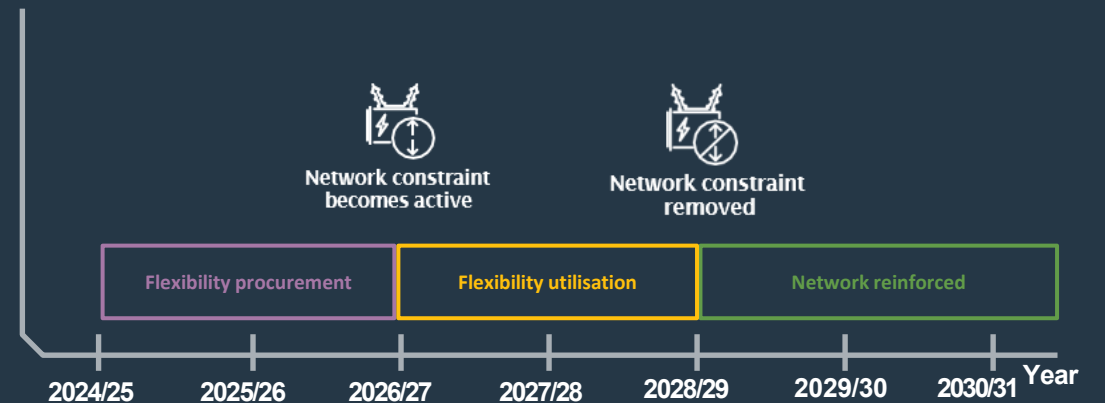 Network constraint
becomes active
Network constraint
removed
Flexibility procurement
Flexibility utilisation
Network reinforced
2024/25
2025/26
2026/27
2027/28
2028/29
2029/30
2030/31
Year